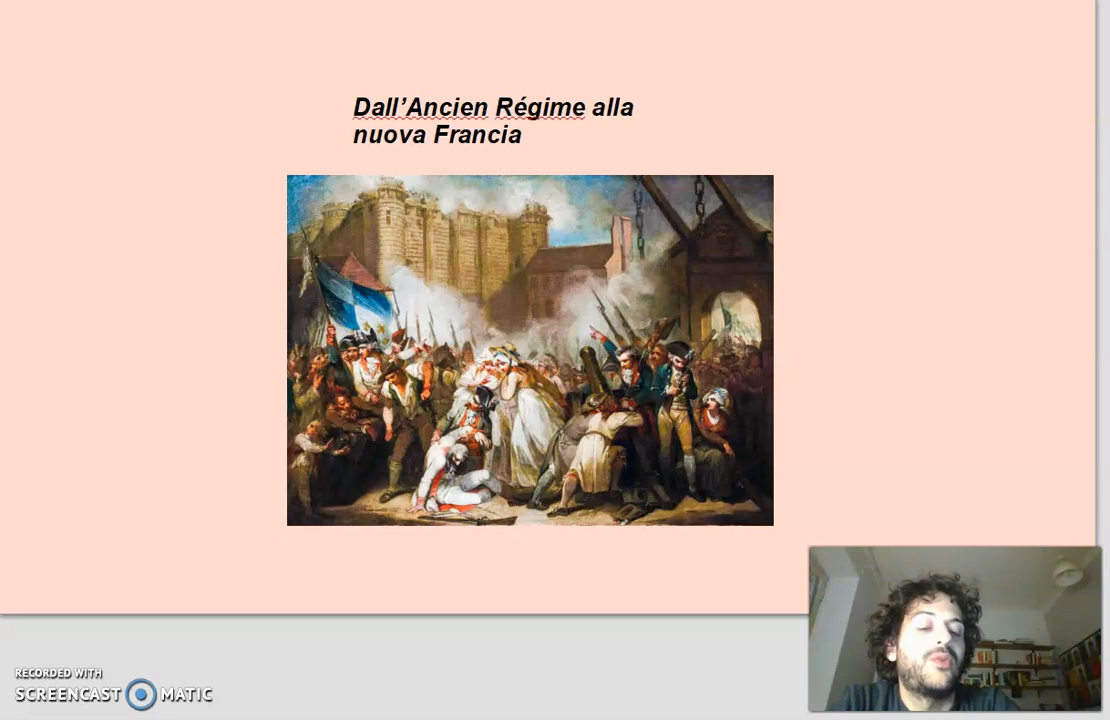 Dall’Ancien Régime alla
nuova Francia
RECORDED WITH
SCREENCAST MATIC